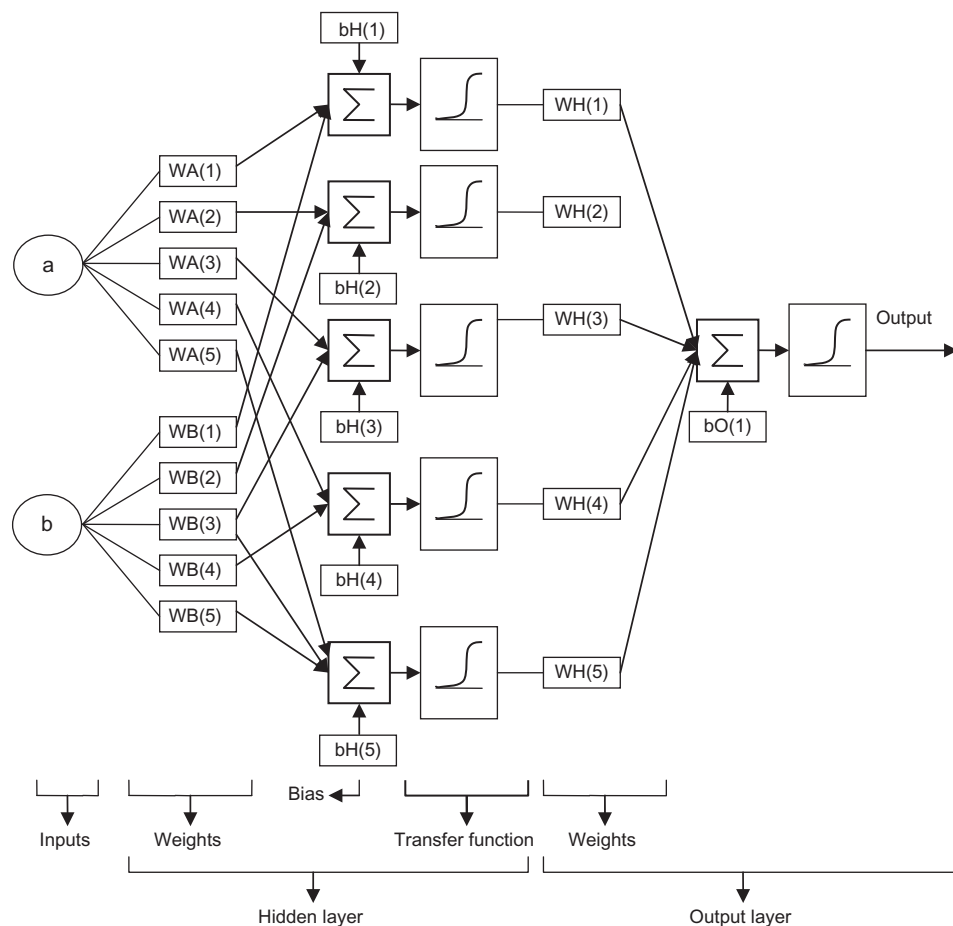 bH(1)
Σ
WH(1)
WA(1)
WA(2)
Σ
WH(2)
a
WA(3)
bH(2)
WA(4)
WH(3)
Output
WA(5)
Σ
Σ
WB(1)
bH(3)
bO(1)
WB(2)
b
WB(3)
Σ
WH(4)
WB(4)
bH(4)
WB(5)
Σ
WH(5)
bH(5)
Bias
Inputs
Weights
Transfer function
Weights
Hidden layer
Output layer